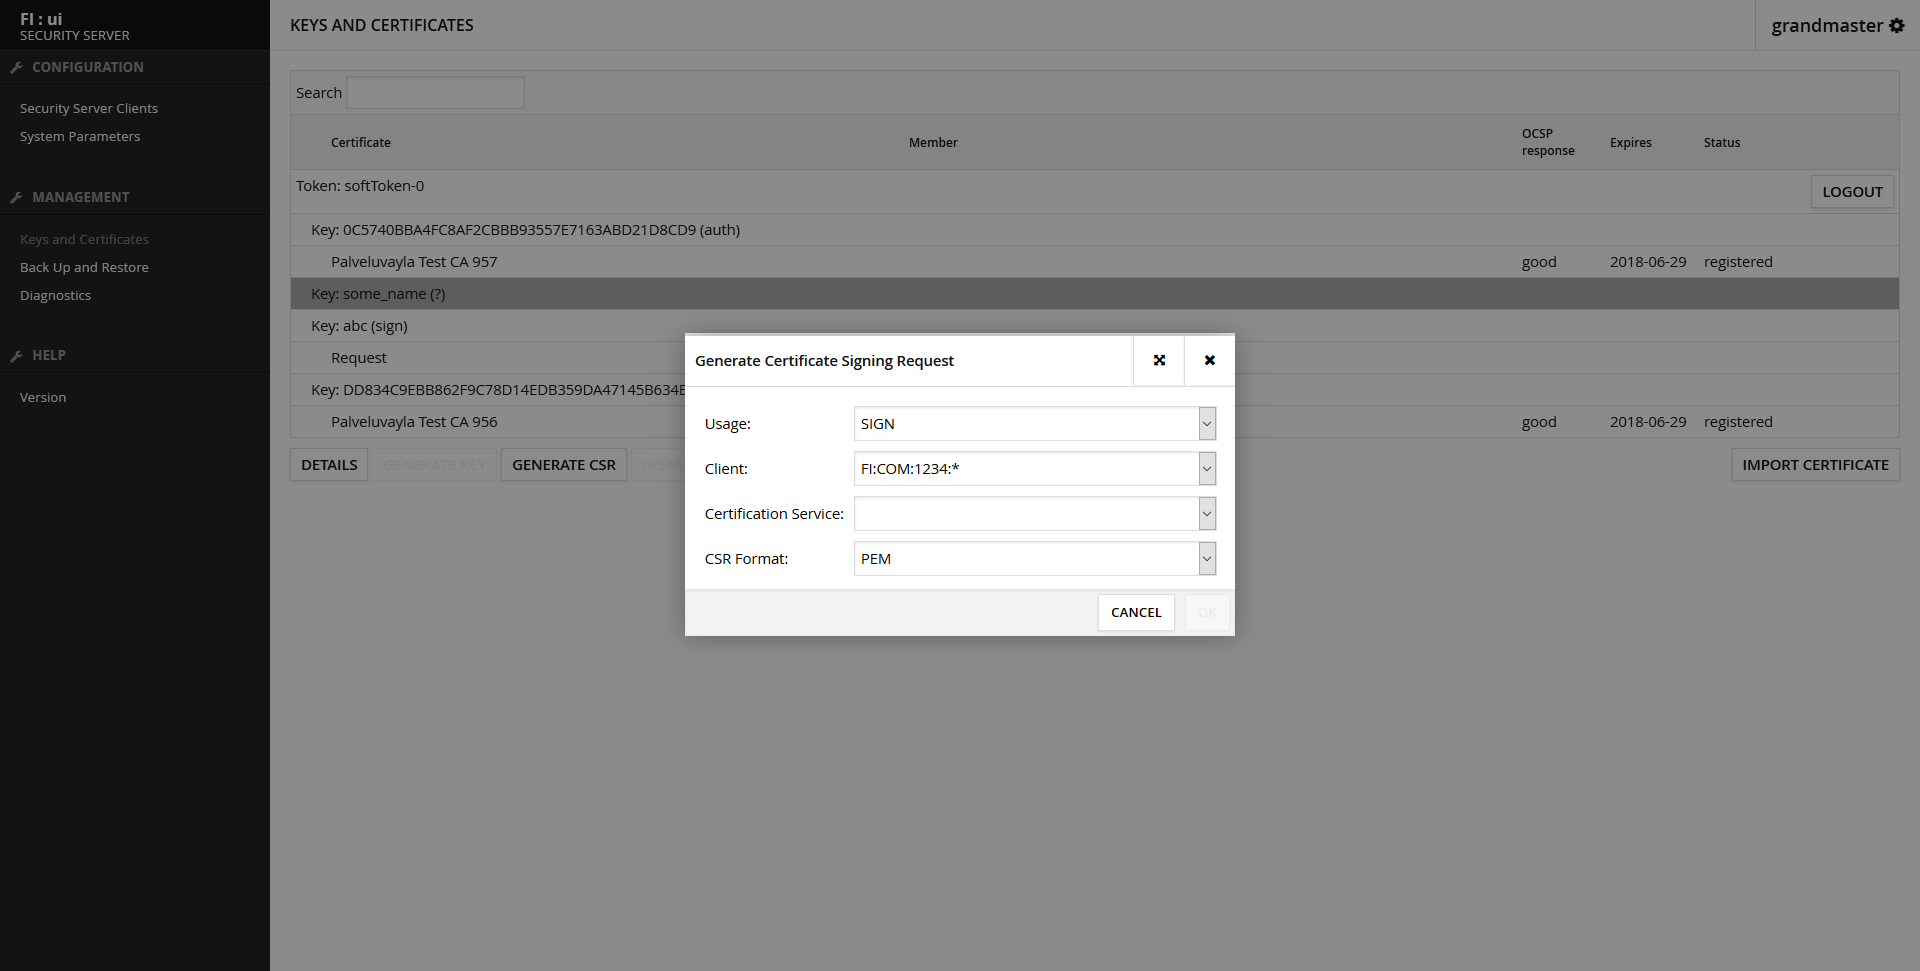 FI : ui
SECURITY SERVER
KEYS AND CERTIFICATES
grandmaster
CONFIGURATION
Security Server Clients
System Parameters
MANAGEMENT
Keys and Certificates
Back Up and Restore
Diagnostics
HELP
Version
Search
Certificate Member OCSP response Expires Status
Token: softToken-0 LOGOUT
Key: 0C5740BBA4FC8AF2CBBB93557E7163ABD21D8CD9 (auth)
Palveluvayla Test CA 957 good 2018-06-29 registered
Key: some_name (?)
Key: abc (sign)
Request
Key: DD834C9EBB862F9C78D14EDB359DA47145B634E
Palveluvayla Test CA 956 good 2018-06-29 registered
DETAILS GENERATE KEY GENERATE CSR DISAB IMPORT CERTIFICATE
Generate Certificate Signing Request
Usage: SIGN
Client: FI:COM:1234:*
Certification Service:
CSR Format: PEM
CANCEL OK